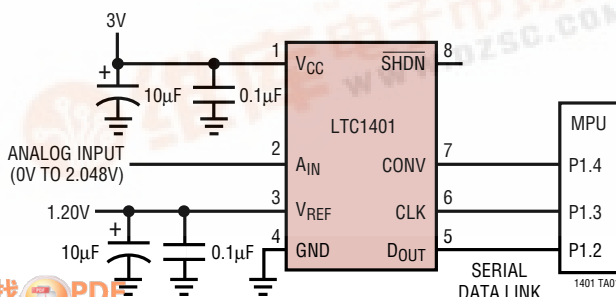 3V
1
VCC
SHDN
8
+
10µF
0.1µF
LTC1401
MPU
ANALOG INPUT
(0V TO 2.048V)
2
AIN
CONV
7
P1.4
1.20V
3
VREF
CLK
6
P1.3
+
10µF
0.1µF
4
GND
DOUT
5
P1.2
SERIAL
DATA LINK
1401 TA0
找
PDF